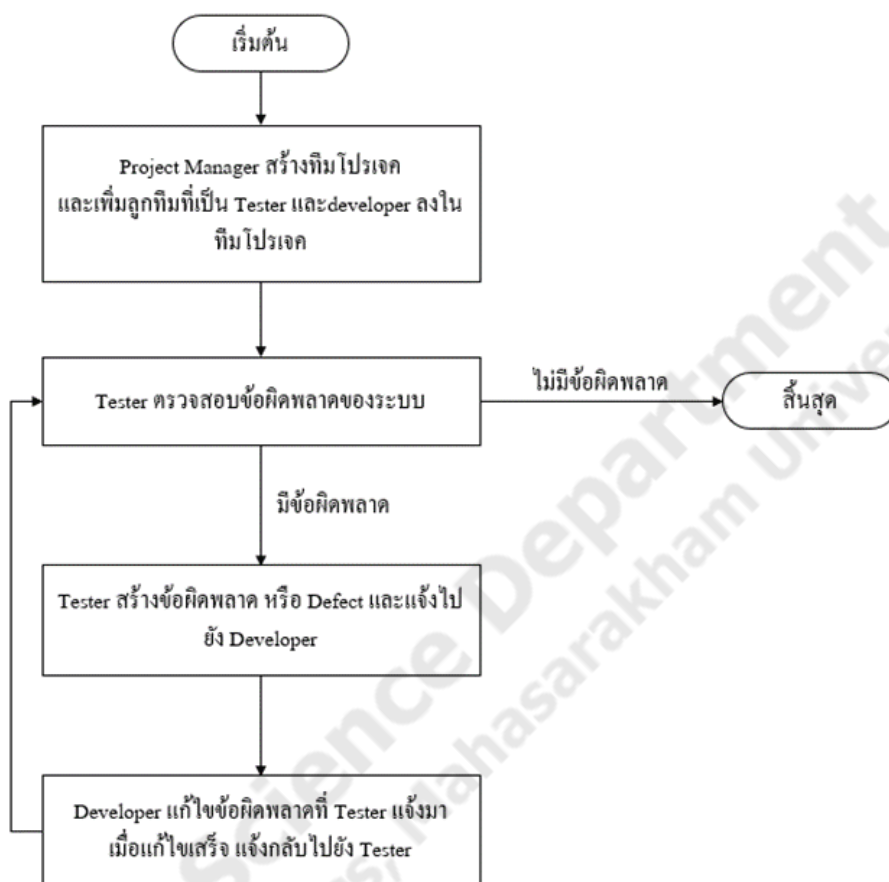 เริ่มต้น
Project Manager สร้างทีมโปรเจค
และเพิ่มลูกทีมที่เป็น Tester และdeveloper ลงใน
ทีมโปรเจค
Tester ตรวจสอบข้อผิดพลาดของระบบ
ไม่มีข้อผิดพลาด
สิ้นสุด
มีข้อผิดพลาด
Tester สร้างข้อผิดพลาด หรือ Defect และแจ้งไป
ยัง Developer
Developer แก้ไขข้อผิดพลาดที่ Tester แจ้งมา
เมื่อแก้ไขเสร็จ แจ้งกลับไปยัง Tester
Science Department
Mahasarakham